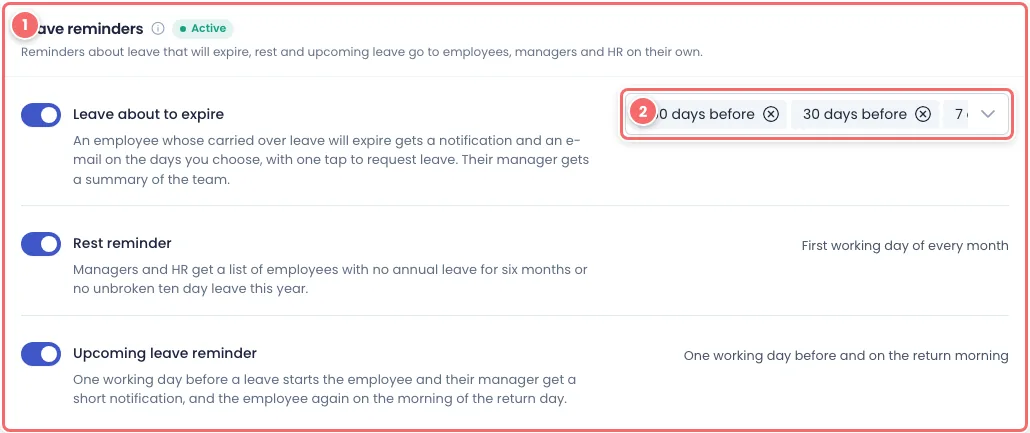 1
ave reminders
Active
Reminders about leave that will expire, rest and upcoming leave go to employees, managers and HR on their own.
Leave about to expire
2
0 days before
30 days before
7
An employee whose carried over leave will expire gets a notification and an e-
mail on the days you choose, with one tap to request leave. Their manager gets
a summary of the team.
Rest reminder
First working day of every month
Managers and HR get a list of employees with no annual leave for six months or
no unbroken ten day leave this year.
Upcoming leave reminder
One working day before and on the return morning
One working day before a leave starts the employee and their manager get a
short notification, and the employee again on the morning of the return day.